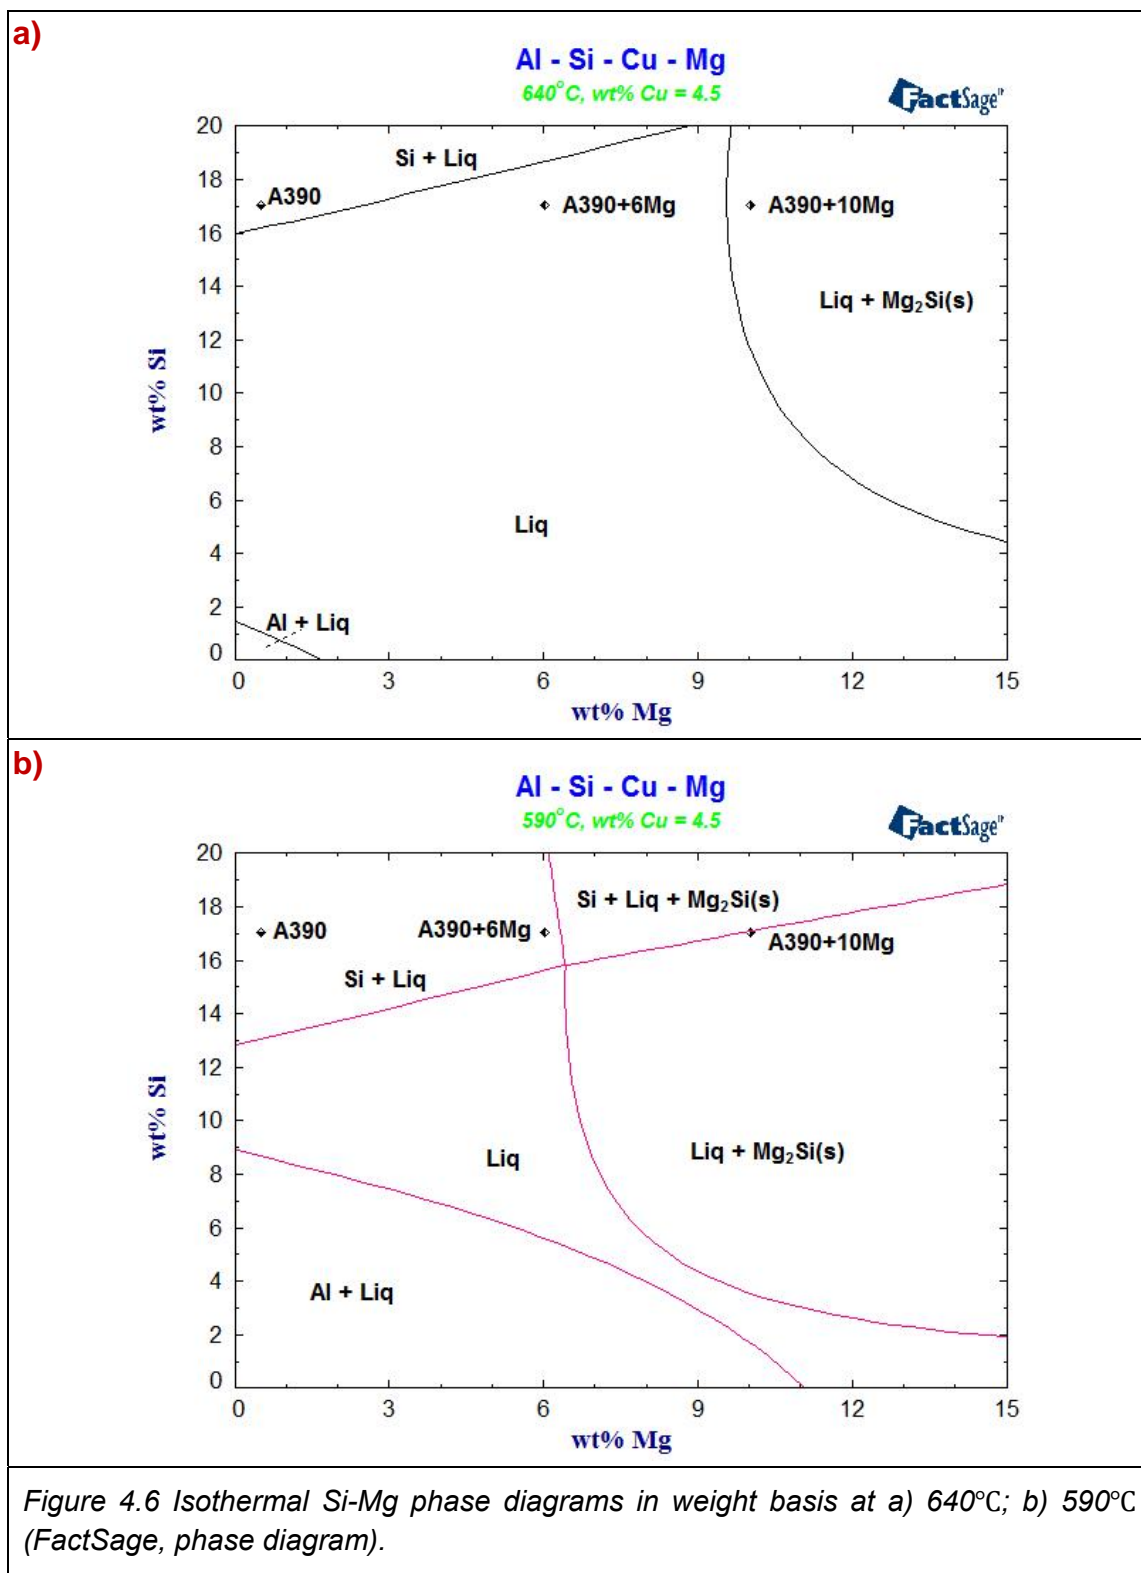 a)
Al - Si - Cu - Mg
640°C, wt% Cu = 4.5
FactSage™
20
18
16
14
12
10
8
6
4
2
0
wt% Si
Si + Liq
A390
A390+6Mg
A390+10Mg
Liq + Mg₂Si(s)
Liq
Al + Liq
0 3 6 9 12 15
wt% Mg
b)
Al - Si - Cu - Mg
590°C, wt% Cu = 4.5
FactSage™
20
18
16
14
12
10
8
6
4
2
0
wt% Si
Si + Liq + Mg₂Si(s)
A390
A390+6Mg
A390+10Mg
Si + Liq
Liq
Liq + Mg₂Si(s)
Al + Liq
0 3 6 9 12 15
wt% Mg
Figure 4.6 Isothermal Si-Mg phase diagrams in weight basis at a) 640℃; b) 590℃
(FactSage, phase diagram).